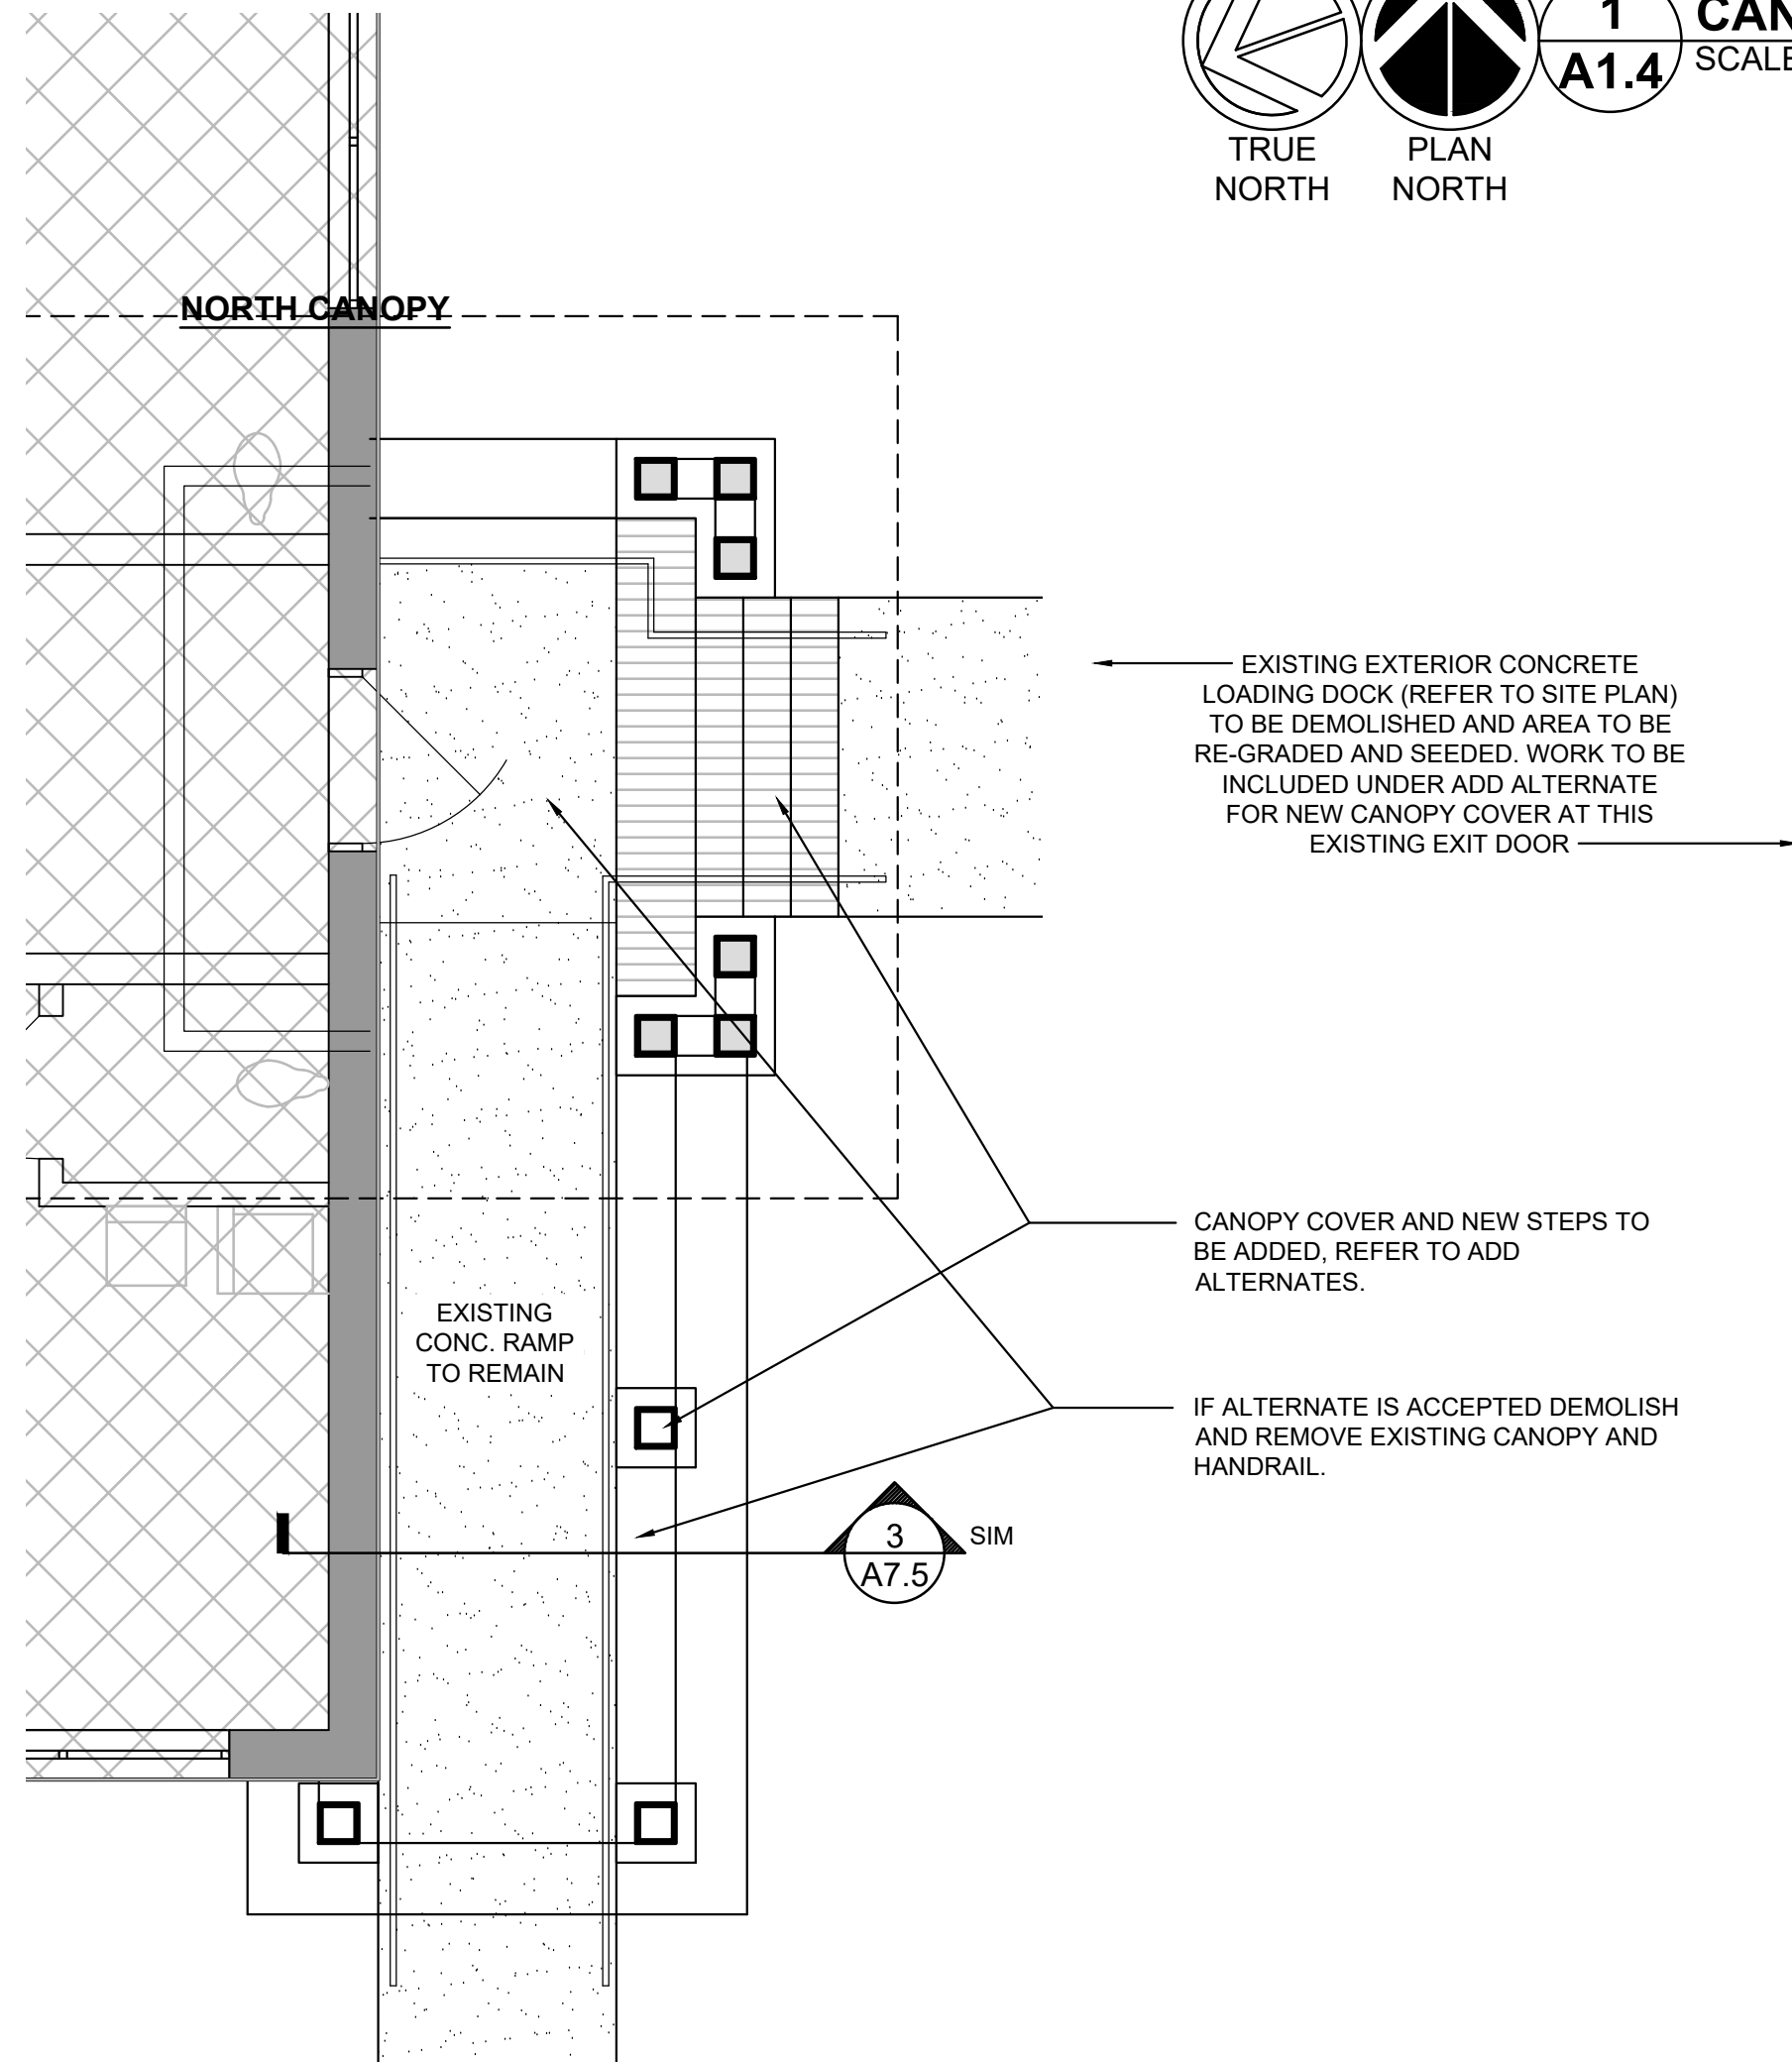 1
CAN
A1.4
SCALE
TRUE
NORTH
PLAN
NORTH
NORTH CANOPY
EXISTING EXTERIOR CONCRETE
LOADING DOCK (REFER TO SITE PLAN)
TO BE DEMOLISHED AND AREA TO BE
RE-GRADED AND SEEDED. WORK TO BE
INCLUDED UNDER ADD ALTERNATE
FOR NEW CANOPY COVER AT THIS
EXISTING EXIT DOOR
CANOPY COVER AND NEW STEPS TO
BE ADDED, REFER TO ADD
ALTERNATES.
EXISTING
CONC. RAMP
TO REMAIN
IF ALTERNATE IS ACCEPTED DEMOLISH
AND REMOVE EXISTING CANOPY AND
HANDRAIL.
3
SIM
A7.5